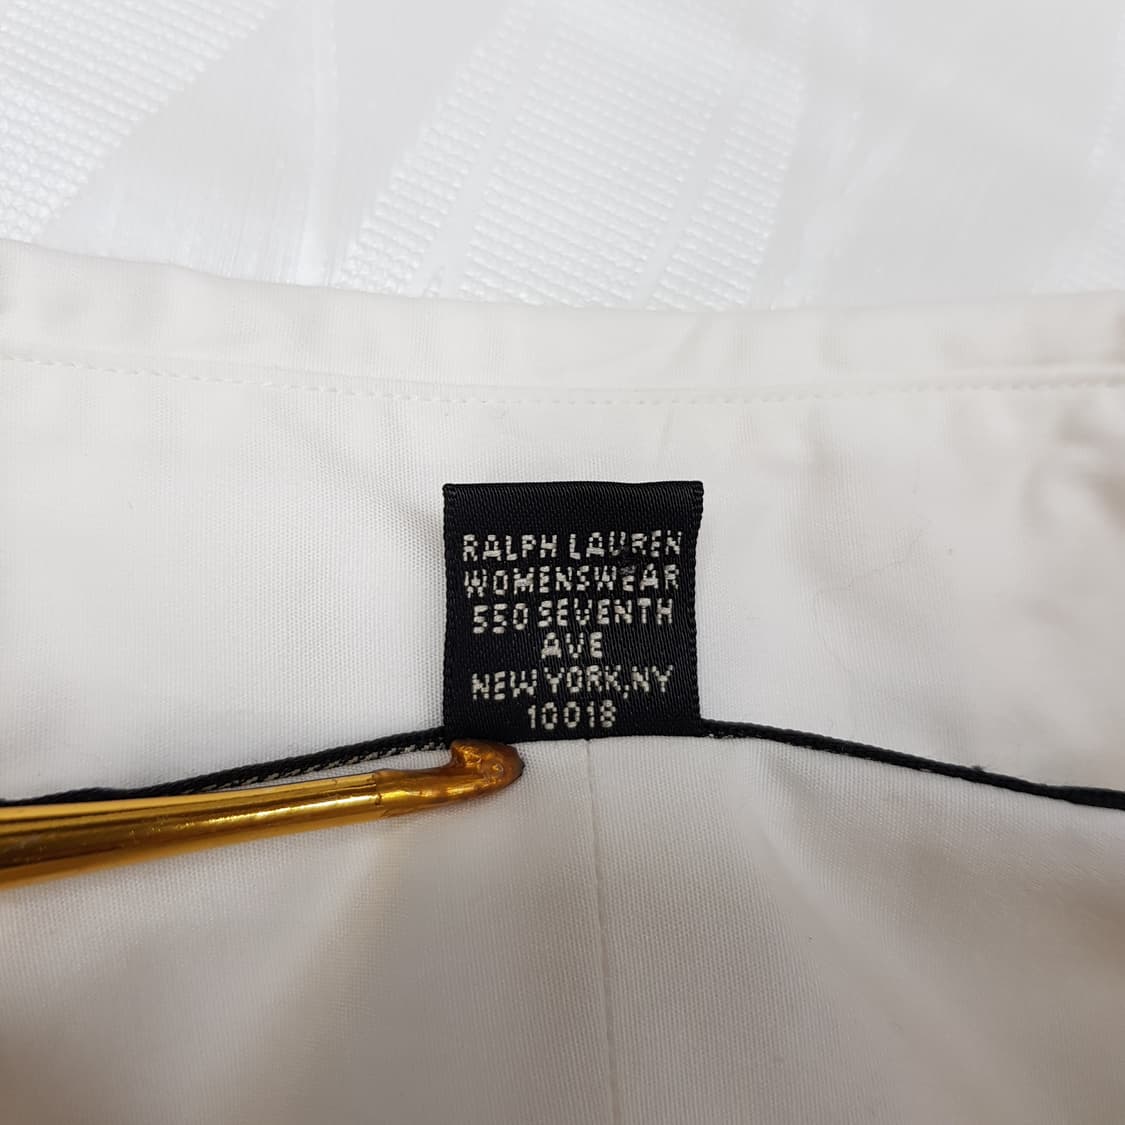 RALPH LAUREN
WOMENSWEAR
550 SEVENTH
AVE
NEW YORK,NY
10018